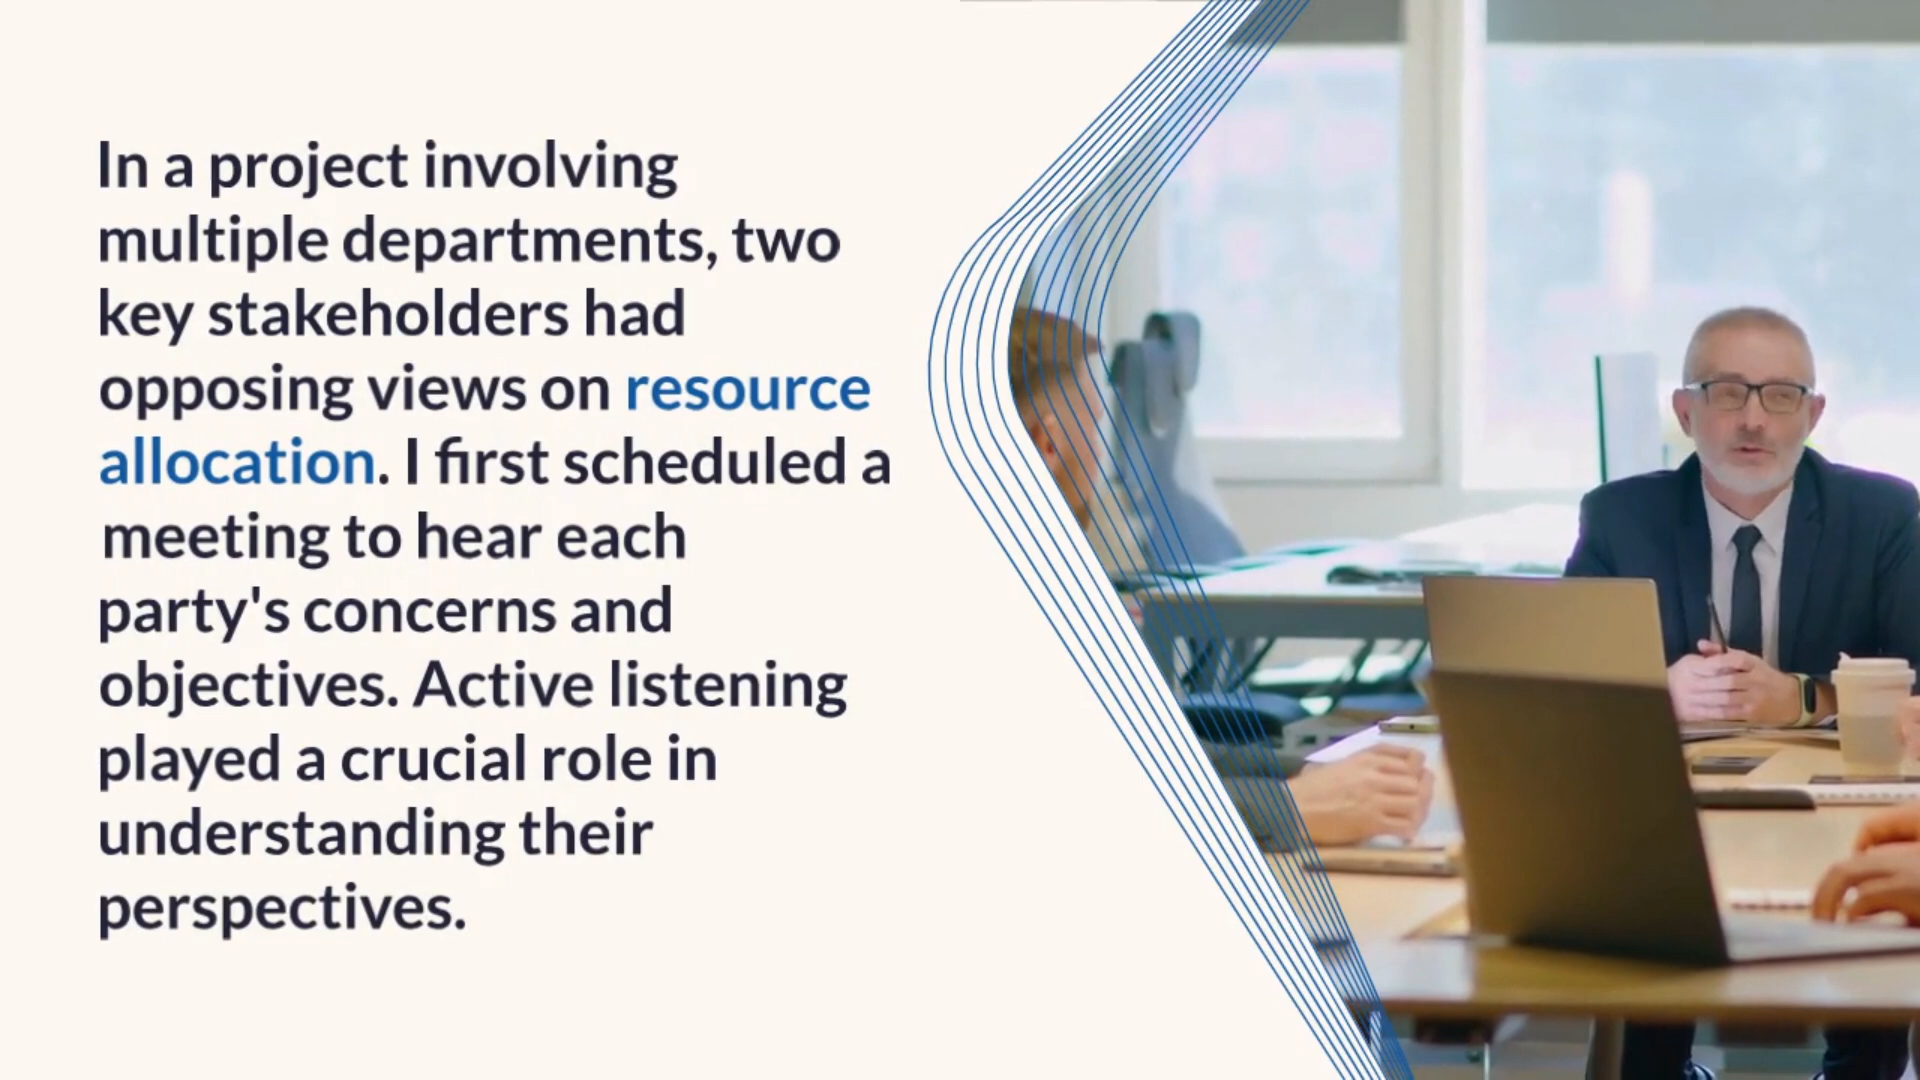 In a project involving
multiple departments, two
key stakeholders had
opposing views on resource
allocation. I first scheduled a
meeting to hear each
party's concerns and
objectives. Active listening
played a crucial role in
understanding their
perspectives.